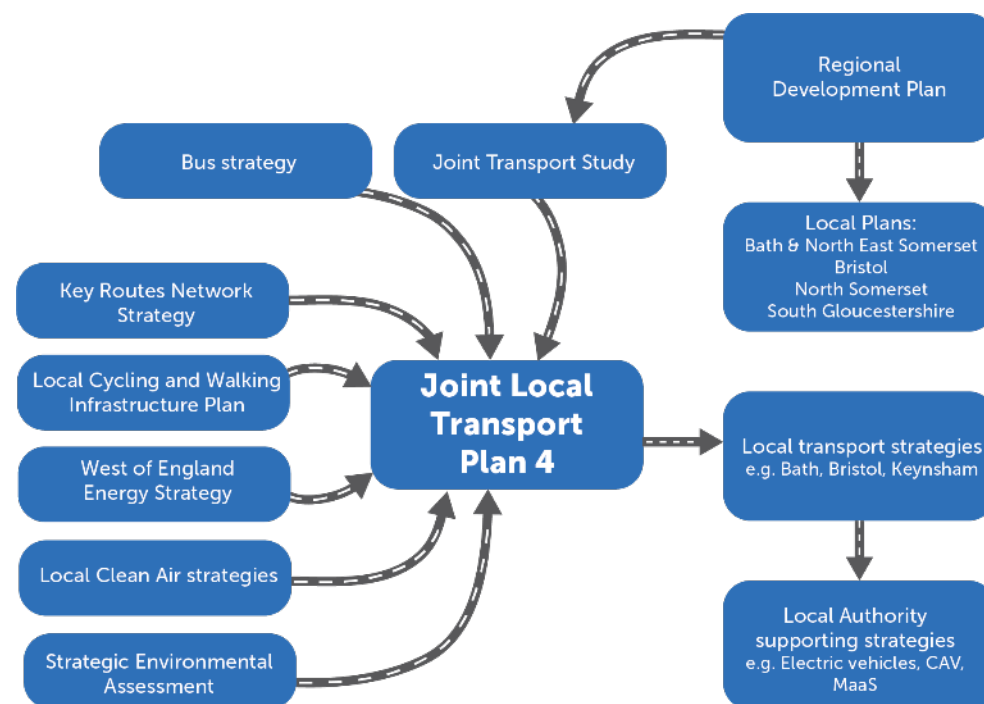 Regional
Development Plan
Bus strategy
Joint Transport Study
Local Plans:
Bath & North East Somerset
Bristol
North Somerset
South Gloucestershire
Key Routes Network
Strategy
Local Cycling and Walking
Infrastructure Plan
Joint Local
Transport
Plan 4
West of England
Energy Strategy
Local transport strategies
e.g. Bath, Bristol, Keynsham
Local Clean Air strategies
Strategic Environmental
Assessment
Local Authority
supporting strategies
e.g. Electric vehicles, CAV,
MaaS